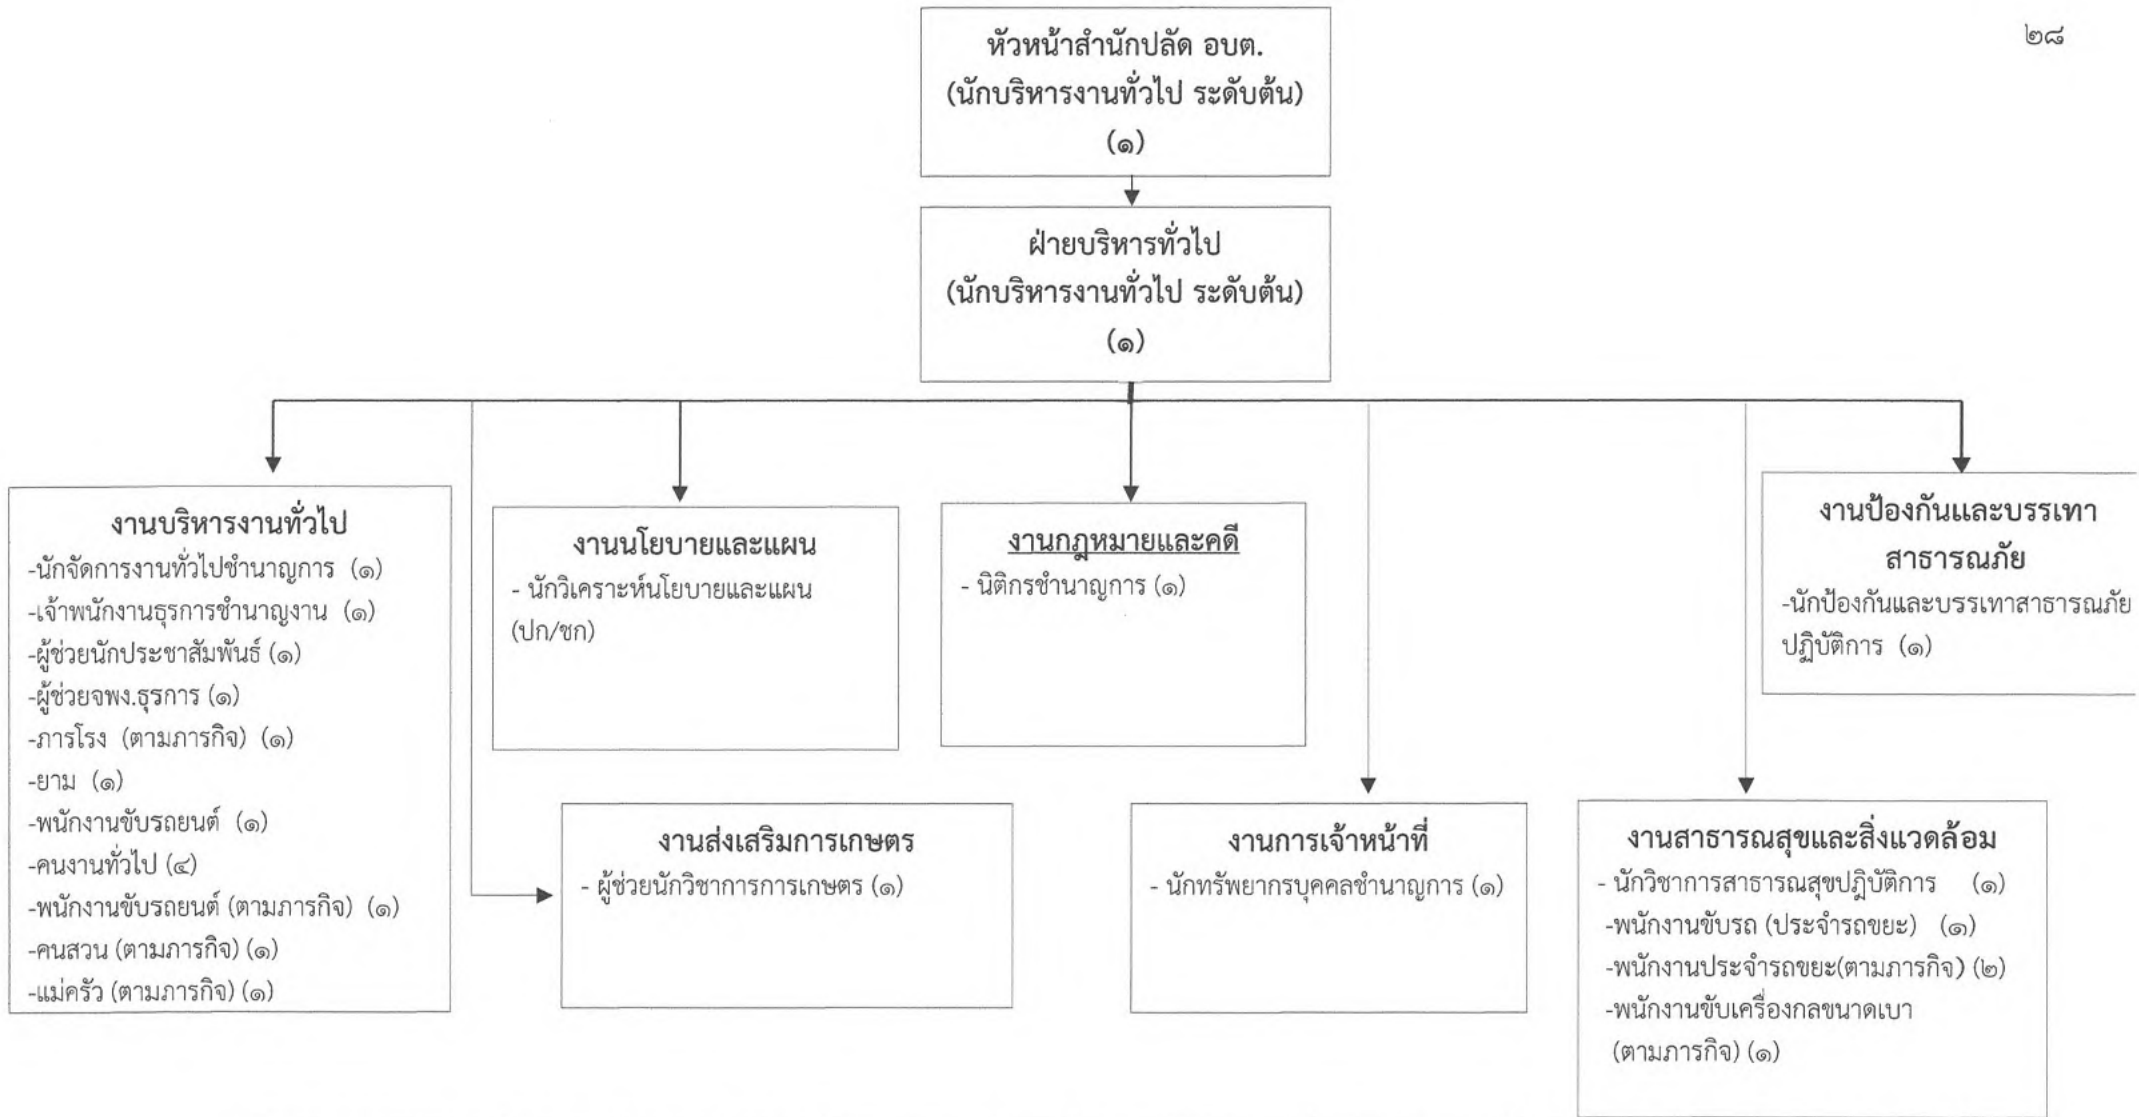 ๒๘
หัวหน้าสำนักปลัด อบต.
(นักบริหารงานทั่วไป ระดับต้น)
(๑)
ฝ่ายบริหารทั่วไป
(นักบริหารงานทั่วไป ระดับต้น)
(๑)
งานบริหารงานทั่วไป
-นักจัดการงานทั่วไปชำนาญการ (๑)
-เจ้าพนักงานธุรการชำนาญงาน (๑)
-ผู้ช่วยนักประชาสัมพันธ์ (๑)
-ผู้ช่วยจพง.ธุรการ (๑)
-ภารโรง (ตามภารกิจ) (๑)
-ยาม (๑)
-พนักงานขับรถยนต์ (๑)
-คนงานทั่วไป (๔)
-พนักงานขับรถยนต์ (ตามภารกิจ) (๑)
-คนสวน (ตามภารกิจ) (๑)
-แม่ครัว (ตามภารกิจ) (๑)
งานนโยบายและแผน
- นักวิเคราะห์นโยบายและแผน
(ปก/ชก)
งานกฎหมายและคดี
- นิติกรชำนาญการ (๑)
งานป้องกันและบรรเทา
สาธารณภัย
-นักป้องกันและบรรเทาสาธารณภัย
ปฏิบัติการ (๑)
งานส่งเสริมการเกษตร
- ผู้ช่วยนักวิชาการการเกษตร (๑)
งานการเจ้าหน้าที่
- นักทรัพยากรบุคคลชำนาญการ (๑)
งานสาธารณสุขและสิ่งแวดล้อม
- นักวิชาการสาธารณสุขปฏิบัติการ (๑)
-พนักงานขับรถ (ประจำรถขยะ) (๑)
-พนักงานประจำรถขยะ(ตามภารกิจ) (๒)
-พนักงานขับเครื่องกลขนาดเบา
(ตามภารกิจ) (๑)